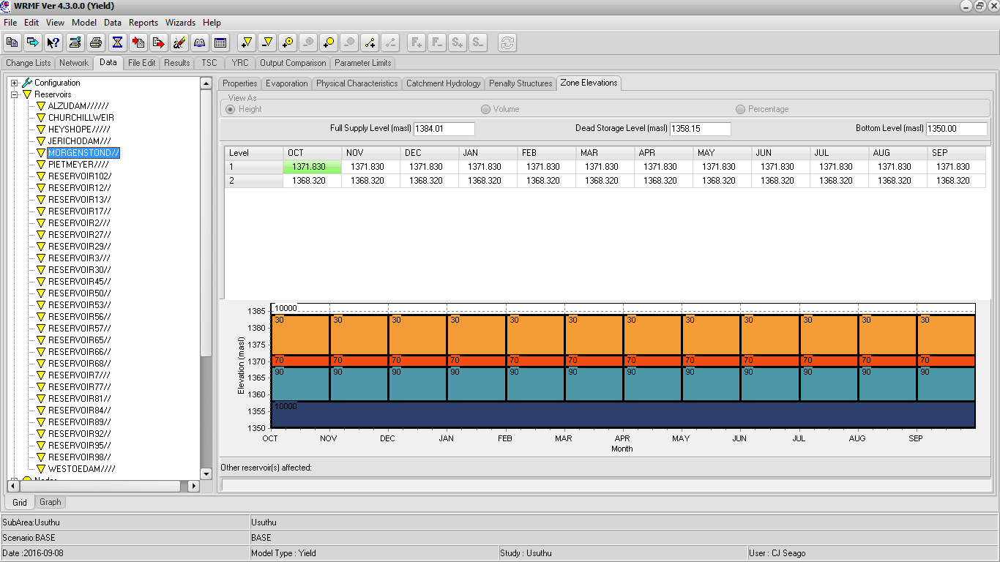 WRMF Ver 4.3.0.0 (Yield)
File Edit View Model Data Reports Wizards Help
Change Lists Network Data File Edit Results TSC YRC Output Comparison Parameter Limits
Configuration
Reservoirs
ALZUDAM//////
CHURCHILLWEIR
HEYSHOPE/////
JERICHODAM///
MORGENSTOND//
PIETMEYER////
RESERVOIR102/
RESERVOIR12//
RESERVOIR13//
RESERVOIR17//
RESERVOIR2///
RESERVOIR27//
RESERVOIR29//
RESERVOIR3///
RESERVOIR30//
RESERVOIR45//
RESERVOIR50//
RESERVOIR53//
RESERVOIR56//
RESERVOIR57//
RESERVOIR65//
RESERVOIR66//
RESERVOIR68//
RESERVOIR7///
RESERVOIR77//
RESERVOIR81//
RESERVOIR84//
RESERVOIR89//
RESERVOIR92//
RESERVOIR95//
RESERVOIR98//
WESTOEDAM////
Grid Graph
Properties Evaporation Physical Characteristics Catchment Hydrology Penalty Structures Zone Elevations
View As
Height Volume Percentage
Full Supply Level (masl) 1384.01 Dead Storage Level (masl) 1358.15 Bottom Level (masl) 1350.00
Level OCT NOV DEC JAN FEB MAR APR MAY JUN JUL AUG SEP
1 1371.830 1371.830 1371.830 1371.830 1371.830 1371.830 1371.830 1371.830 1371.830 1371.830 1371.830 1371.830
2 1368.320 1368.320 1368.320 1368.320 1368.320 1368.320 1368.320 1368.320 1368.320 1368.320 1368.320 1368.320
Elevation (masl)
1385
1380
1375
1370
1365
1360
1355
1350
10000
30 30 30 30 30 30 30 30 30 30 30 30
70 70 70 70 70 70 70 70 70 70 70 70
90 90 90 90 90 90 90 90 90 90 90 90
10000
OCT NOV DEC JAN FEB MAR APR MAY JUN JUL AUG SEP
Month
Other reservoir(s) affected:
SubArea:Usuthu Usuthu
Scenario:BASE BASE
Date :2016-09-08 Model Type : Yield Study : Usuthu User : CJ Seago